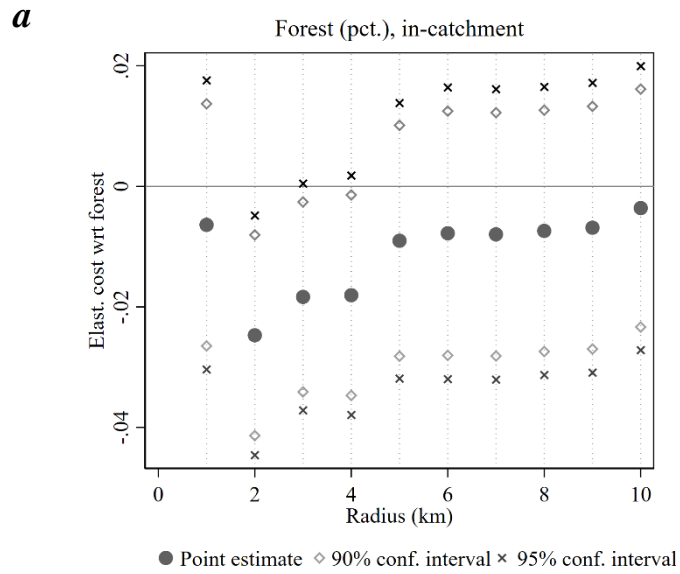 a
Forest (pct.), in-catchment
Elast. cost wrt forest
.02
0
-.02
-.04
0 2 4 6 8 10
Radius (km)
Point estimate 90% conf. interval 95% conf. interval